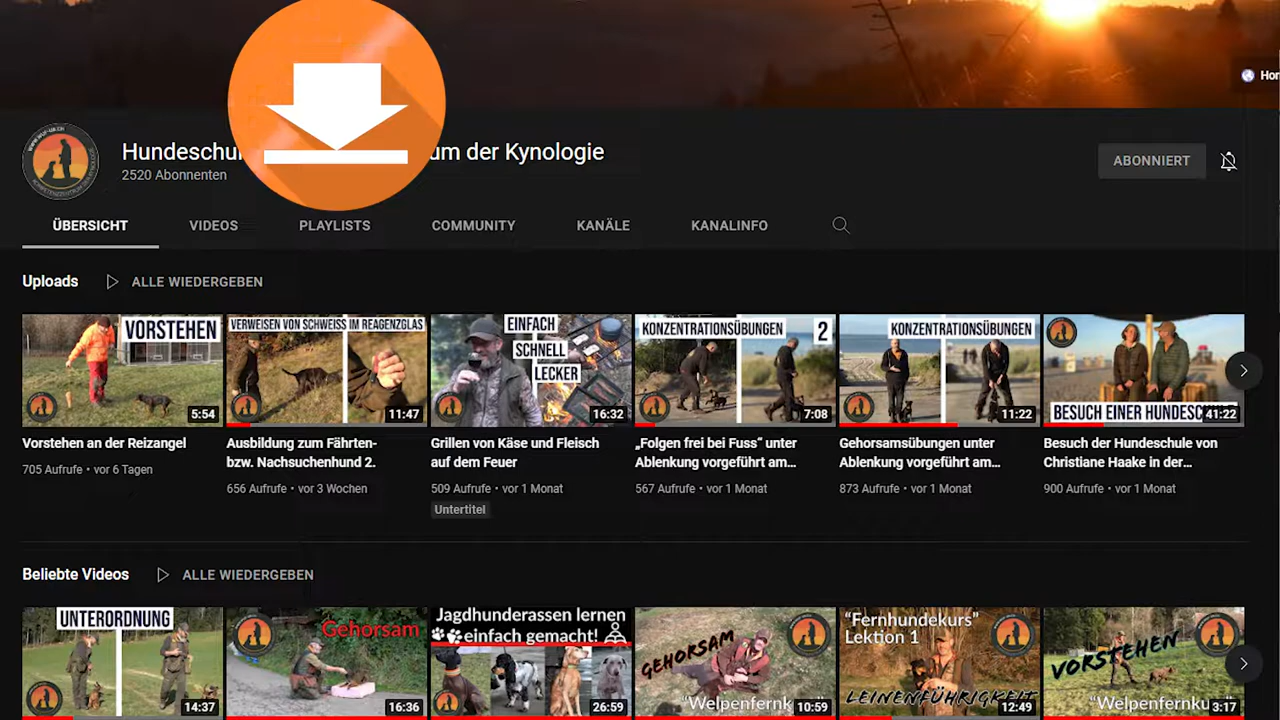 Hor
Hundeschu um der Kynologie
2520 Abonnenten
ABONNIERT
ÜBERSICHT VIDEOS PLAYLISTS COMMUNITY KANÄLE KANALINFO
Uploads ALLE WIEDERGEBEN
VORSTEHEN
5:54
VERWEISEN VON SCHWEISS IM REAGENZGLAS
11:47
EINFACH
SCHNELL
LECKER
16:32
KONZENTRATIONSÜBUNGEN 2
7:08
KONZENTRATIONSÜBUNGEN
11:22
BESUCH EINER HUNDESC
41:22
Vorstehen an der Reizangel
705 Aufrufe • vor 6 Tagen
Ausbildung zum Fährten-
bzw. Nachsuchenhund 2.
656 Aufrufe • vor 3 Wochen
Grillen von Käse und Fleisch
auf dem Feuer
509 Aufrufe • vor 1 Monat
Untertitel
„Folgen frei bei Fuss“ unter
Ablenkung vorgeführt am...
567 Aufrufe • vor 1 Monat
Gehorsamsübungen unter
Ablenkung vorgeführt am...
873 Aufrufe • vor 1 Monat
Besuch der Hundeschule von
Christiane Haake in der...
900 Aufrufe • vor 1 Monat
Beliebte Videos ALLE WIEDERGEBEN
UNTERORDNUNG
14:37
Gehorsam
16:36
Jagdhunderassen lernen
einfach gemacht!
26:59
GEHORSAM
"Welpenfernk
10:59
"Fernhundekurs"
Lektion 1
LEINENFÜHRIGKEIT
12:49
VORSTEHEN
"Welpenfernku
3:17